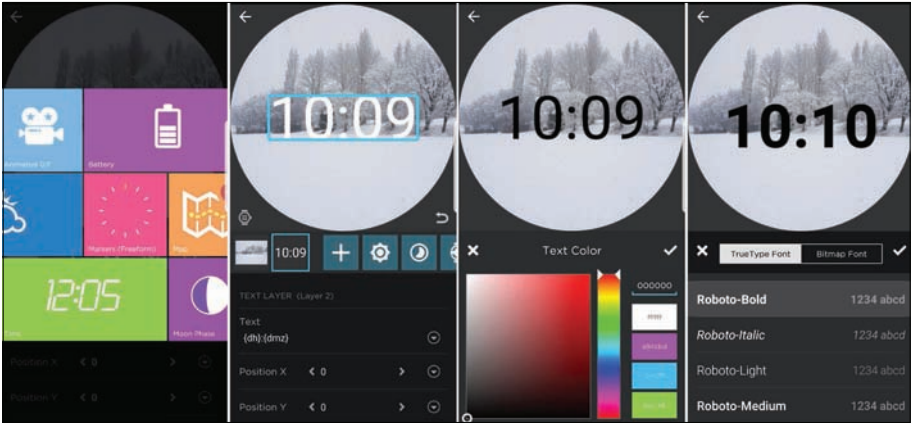 Animated GIF
Battery
Markers (Freeform)
Map
12:05
Time
Moon Phase
Position X
0
Position Y
0
10:09
10:09
TEXT LAYER (Layer 2)
Text
{dh}:{dmz}
Position X
0
Position Y
0
10:09
Text Color
000000
ffffff
10:10
TrueType Font
Bitmap Font
Roboto-Bold
1234 abcd
Roboto-Italic
1234 abcd
Roboto-Light
1234 abcd
Roboto-Medium
1234 abcd